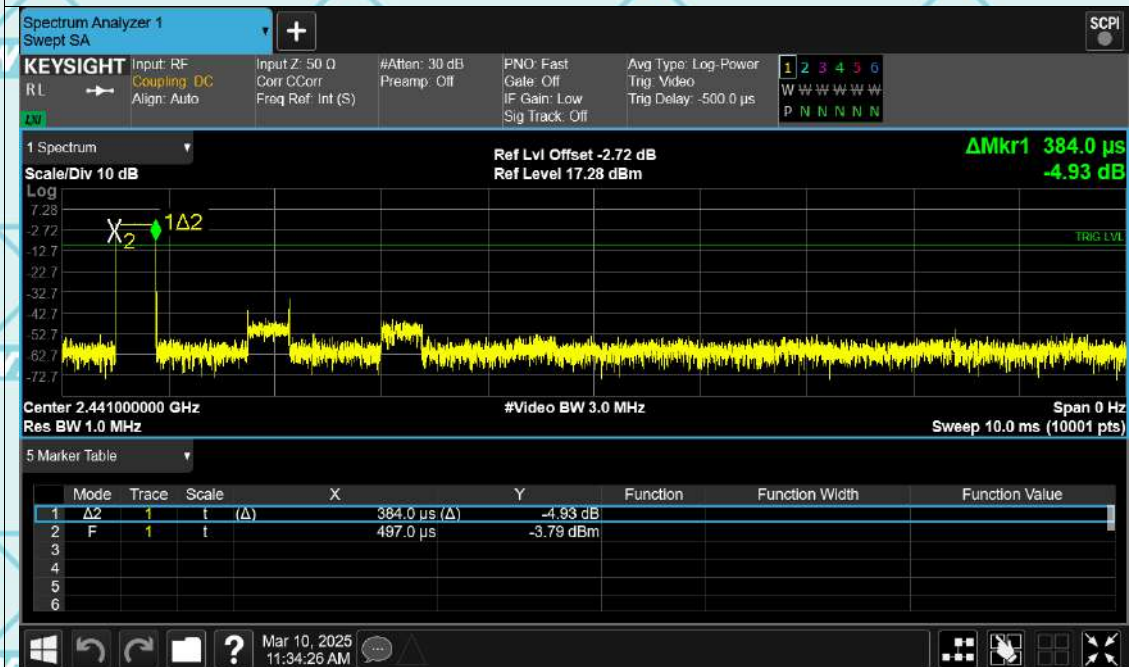 Spectrum Analyzer 1
Swept SA
+
SCPI
KEYSIGHT Input: RF Input Z: 50 Ω #Atten: 30 dB PNO: Fast Avg Type: Log-Power 1 2 3 4 5 6
RL Coupling: DC Corr CCorr Preamp: Off Gate: Off Trig: Video W W W W W W
Align: Auto Freq Ref: Int (S) IF Gain: Low Trig Delay: -500.0 µs P N N N N N
LXI Sig Track: Off
1 Spectrum Ref Lvl Offset -2.72 dB ΔMkr1 384.0 µs
Scale/Div 10 dB Ref Level 17.28 dBm -4.93 dB
Log
7.28
-2.72 X2 1Δ2 TRIG LVL
-12.7
-22.7
-32.7
-42.7
-52.7
-62.7
-72.7
Center 2.441000000 GHz #Video BW 3.0 MHz Span 0 Hz
Res BW 1.0 MHz Sweep 10.0 ms (10001 pts)
5 Marker Table
Mode Trace Scale X Y Function Function Width Function Value
1 Δ2 1 t (Δ) 384.0 µs (Δ) -4.93 dB
2 F 1 t 497.0 µs -3.79 dBm
3
4
5
6
? Mar 10, 2025
11:34:26 AM